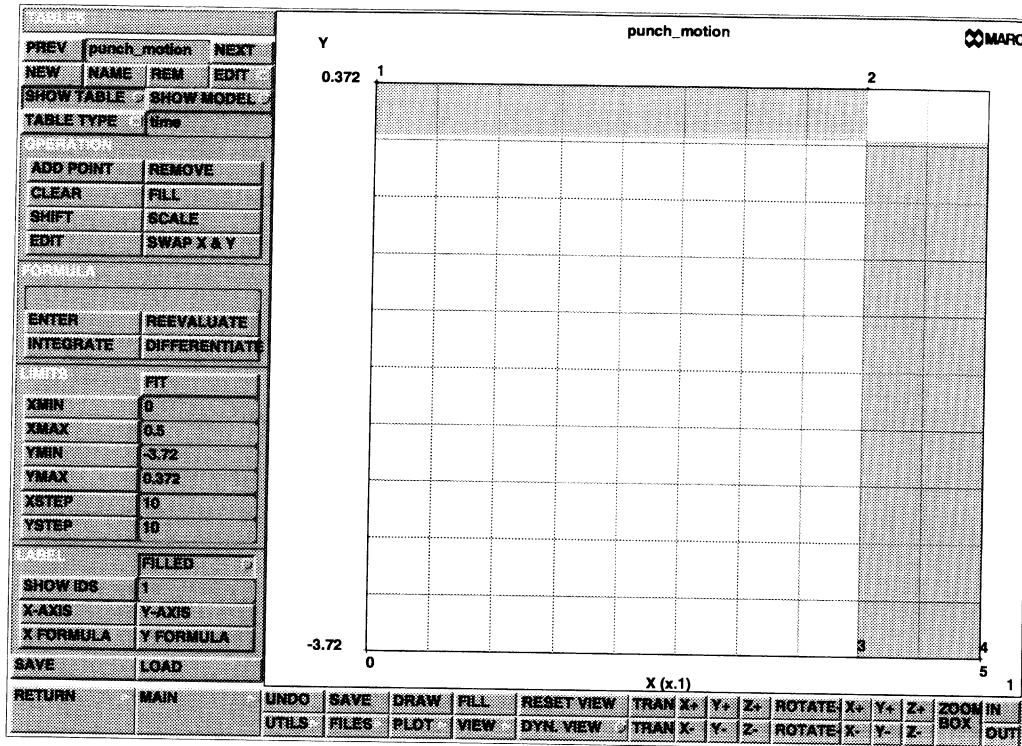 TABLES
PREV punch_motion NEXT
NEW NAME REM EDIT
SHOW TABLE SHOW MODEL
TABLE TYPE time
OPERATION
ADD POINT REMOVE
CLEAR FILL
SHIFT SCALE
EDIT SWAP X & Y
FORMULA
ENTER REEVALUATE
INTEGRATE DIFFERENTIATE
LIMITS FIT
XMIN 0
XMAX 0.5
YMIN -3.72
YMAX 0.372
XSTEP 10
YSTEP 10
LABEL FILLED
SHOW IDS 1
X-AXIS Y-AXIS
X FORMULA Y FORMULA
SAVE LOAD
RETURN MAIN
punch_motion
MARC
Y
0.372
1
2
3
4
-3.72
0
5
X (x.1)
1
UNDO SAVE DRAW FILL RESET VIEW TRAN X+ Y+ Z+ ROTATE X+ Y+ Z+ ZOOM IN
UTILS FILES PLOT VIEW DYN. VIEW TRAN X- Y- Z- ROTATE X- Y- Z- BOX OUT